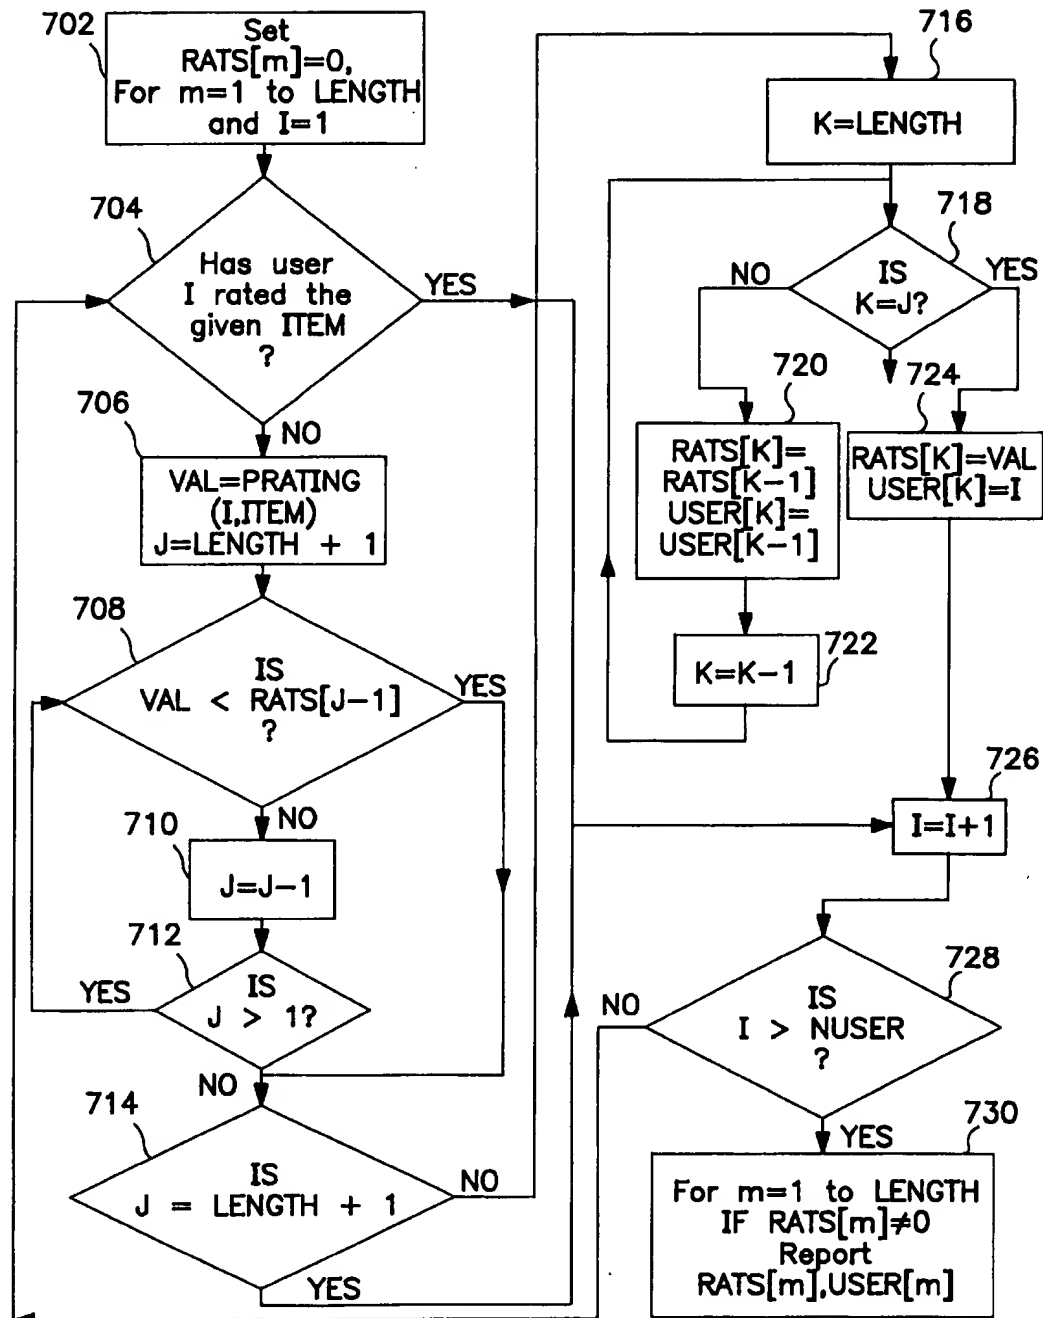 702
Set
RATS[m]=0,
For m=1 to LENGTH
and I=1
704
Has user
I rated the
given ITEM
?
YES
NO
706
VAL=PRATING
(I,ITEM)
J=LENGTH + 1
708
IS
VAL < RATS[J-1]
?
YES
NO
710
J=J-1
712
IS
J > 1?
YES
NO
714
IS
J = LENGTH + 1
NO
YES
716
K=LENGTH
718
IS
K=J?
NO
YES
720
RATS[K]=
RATS[K-1]
USER[K]=
USER[K-1]
722
K=K-1
724
RATS[K]=VAL
USER[K]=I
726
I=I+1
728
IS
I > NUSER
?
NO
YES
730
For m=1 to LENGTH
IF RATS[m]≠0
Report
RATS[m],USER[m]